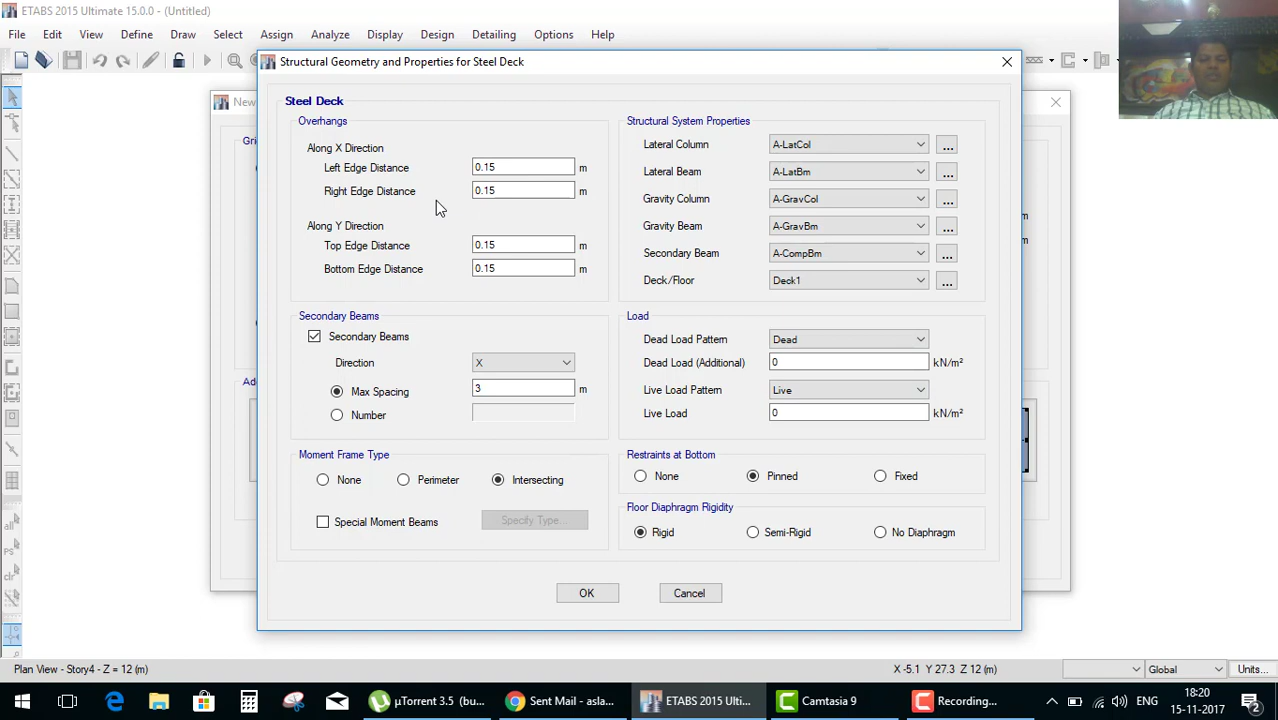 ETABS 2015 Ultimate 15.0.0 - (Untitled)
File Edit View Define Draw Select Assign Analyze Display Design Detailing Options Help
Structural Geometry and Properties for Steel Deck
New
Gri
Ad
Steel Deck
Overhangs
Along X Direction
Left Edge Distance 0.15 m
Right Edge Distance 0.15 m
Along Y Direction
Top Edge Distance 0.15 m
Bottom Edge Distance 0.15 m
Secondary Beams
Secondary Beams
Direction X
Max Spacing 3 m
Number
Moment Frame Type
None Perimeter Intersecting
Special Moment Beams Specify Type...
Structural System Properties
Lateral Column A-LatCol ...
Lateral Beam A-LatBm ...
Gravity Column A-GravCol ...
Gravity Beam A-GravBm ...
Secondary Beam A-CompBm ...
Deck/Floor Deck1 ...
Load
Dead Load Pattern Dead
Dead Load (Additional) 0 kN/m²
Live Load Pattern Live
Live Load 0 kN/m²
Restraints at Bottom
None Pinned Fixed
Floor Diaphragm Rigidity
Rigid Semi-Rigid No Diaphragm
OK Cancel
m
m
all
ps
clr
Plan View - Story4 - Z = 12 (m) X -5.1 Y 27.3 Z 12 (m) Global Units...
µTorrent 3.5 (bu... Sent Mail - asla... ETABS 2015 Ulti... Camtasia 9 Recording... ENG 18:20
15-11-2017 2